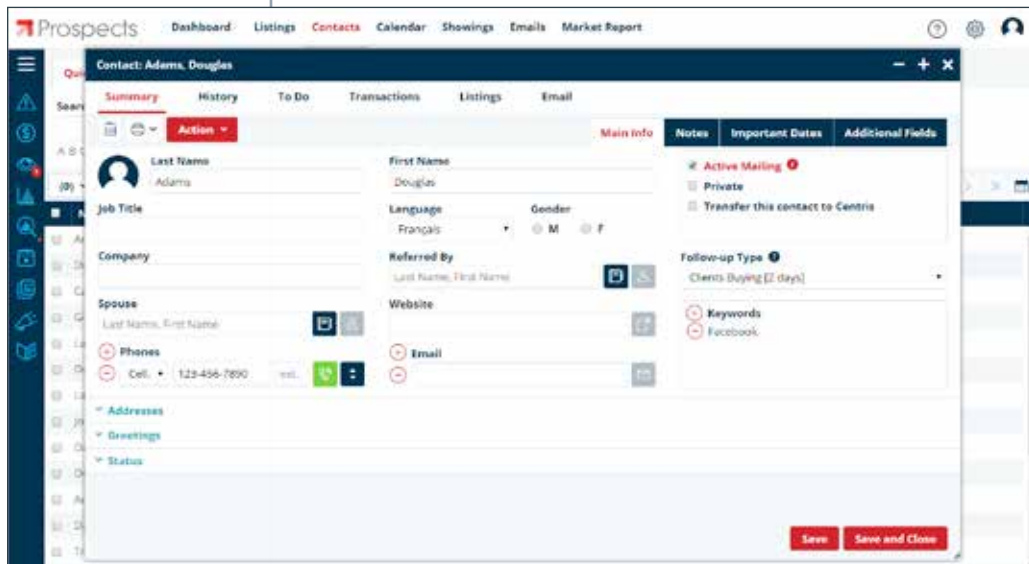 Prospects Dashboard Listings Contacts Calendar Showings Emails Market Report
Contact: Adams, Douglas
Summary History To Do Transactions Listings Email
Action Main Info Notes Important Dates Additional Fields
Last Name First Name
Adams Douglas
Active Mailing
Private
Transfer this contact to Centris
Job Title Language Gender
Français M F
Company Referred By Follow-up Type
Last Name, First Name Clients Buying [2 days]
Spouse Website Keywords
Last Name, First Name Facebook
Phones Email
Cell. 123-456-7890 ext.
Addresses
Greetings
Status
Save Save and Close